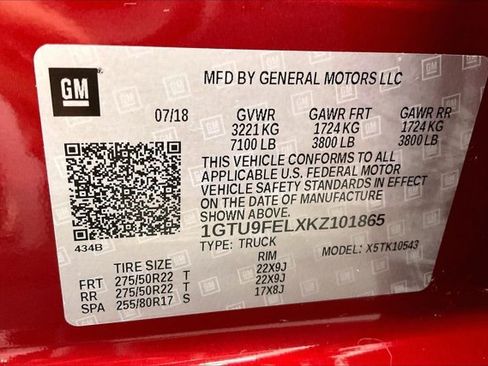 GM
MFD BY GENERAL MOTORS LLC
07/18 GVWR GAWR FRT GAWR RR
3221 KG 1724 KG 1724 KG
7100 LB 3800 LB 3800 LB
THIS VEHICLE CONFORMS TO ALL
APPLICABLE U.S. FEDERAL MOTOR
VEHICLE SAFETY STANDARDS IN EFFECT
ON THE DATE OF MANUFACTURE
SHOWN ABOVE.
1GTU9FELXKZ101865
434B TYPE: TRUCK MODEL: X5TK10543
TIRE SIZE RIM
FRT 275/50R22 T 22X9J
RR 275/50R22 T 22X9J
SPA 255/80R17 S 17X8J